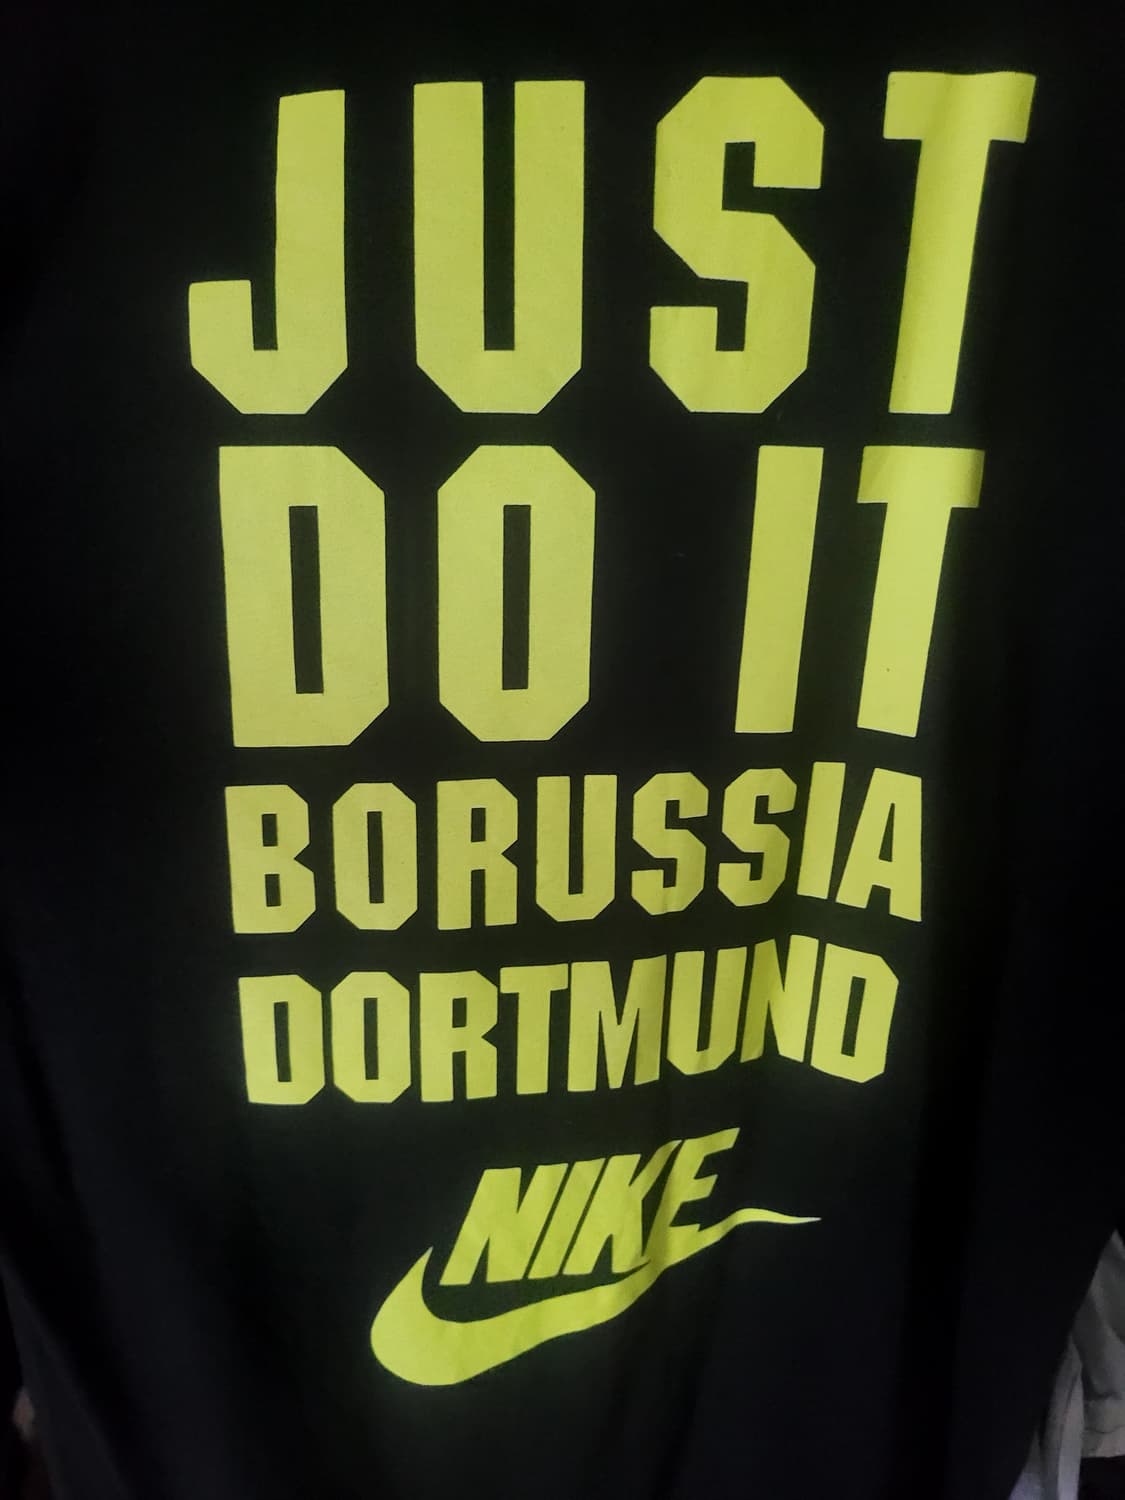 JUST
DO IT
BORUSSIA
DORTMUND
NIKE